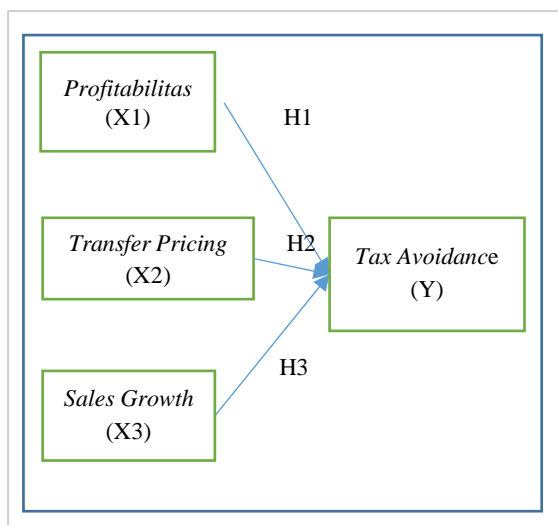 Profitabilitas
(X1)
H1
Transfer Pricing
(X2)
H2
Tax Avoidance
(Y)
H3
Sales Growth
(X3)